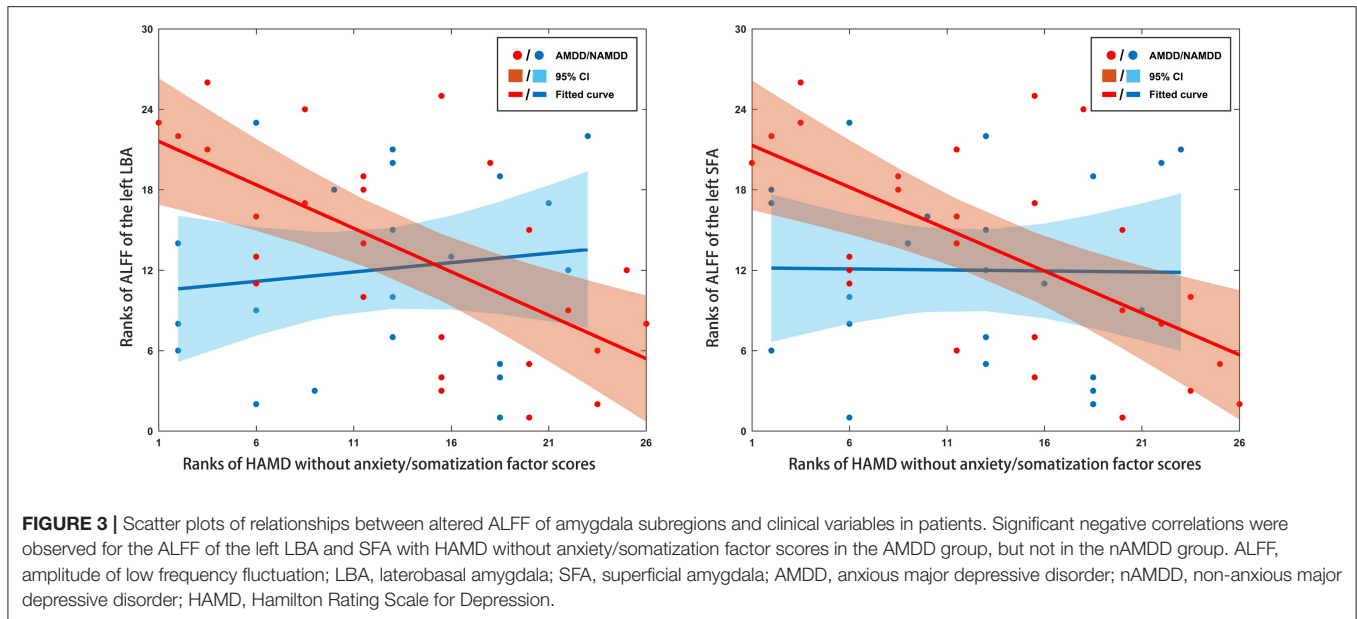 30
24
18
12
6
0
Ranks of ALFF of the left LBA
AMDD/NAMDD
95% CI
Fitted curve
1 6 11 16 21 26
Ranks of HAMD without anxiety/somatization factor scores
30
24
18
12
6
0
Ranks of ALFF of the left SFA
AMDD/NAMDD
95% CI
Fitted curve
1 6 11 16 21 26
Ranks of HAMD without anxiety/somatization factor scores
FIGURE 3 | Scatter plots of relationships between altered ALFF of amygdala subregions and clinical variables in patients. Significant negative correlations were
observed for the ALFF of the left LBA and SFA with HAMD without anxiety/somatization factor scores in the AMDD group, but not in the nAMDD group. ALFF,
amplitude of low frequency fluctuation; LBA, laterobasal amygdala; SFA, superficial amygdala; AMDD, anxious major depressive disorder; nAMDD, non-anxious major
depressive disorder; HAMD, Hamilton Rating Scale for Depression.